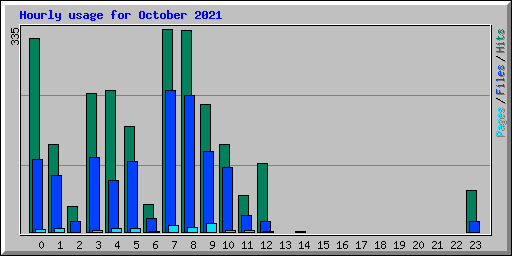 Hourly usage for October 2021
335
Pages / Files / Hits
0 1 2 3 4 5 6 7 8 9 10 11 12 13 14 15 16 17 18 19 20 21 22 23